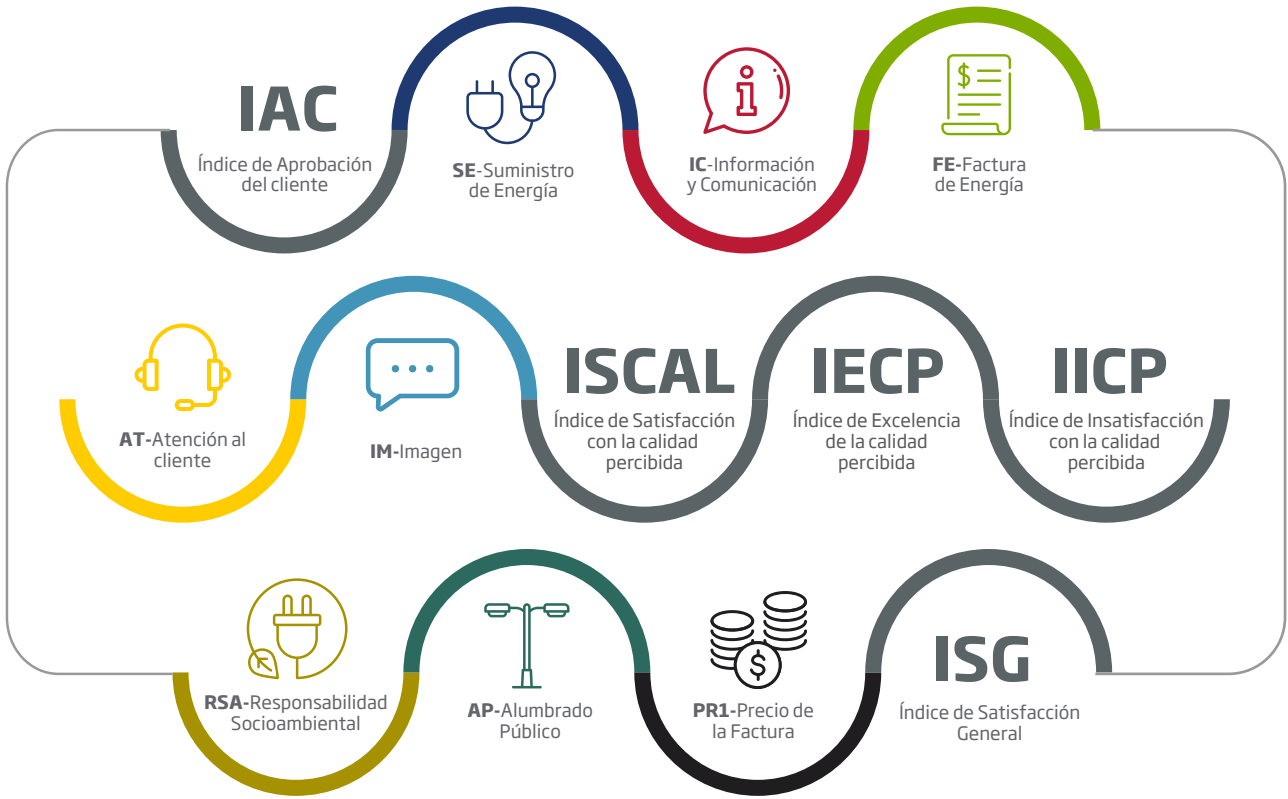 IAC
Índice de Aprobación
del cliente
SE-Suministro
de Energía
IC-Información
y Comunicación
$
FE-Factura
de Energía
AT-Atención al
cliente
IM-Imagen
ISCAL
Índice de Satisfacción
con la calidad
percibida
IECP
Índice de Excelencia
de la calidad
percibida
IICP
Índice de Insatisfacción
con la calidad
percibida
RSA-Responsabilidad
Socioambiental
AP-Alumbrado
Público
$
PR1-Precio de
la Factura
ISG
Índice de Satisfacción
General